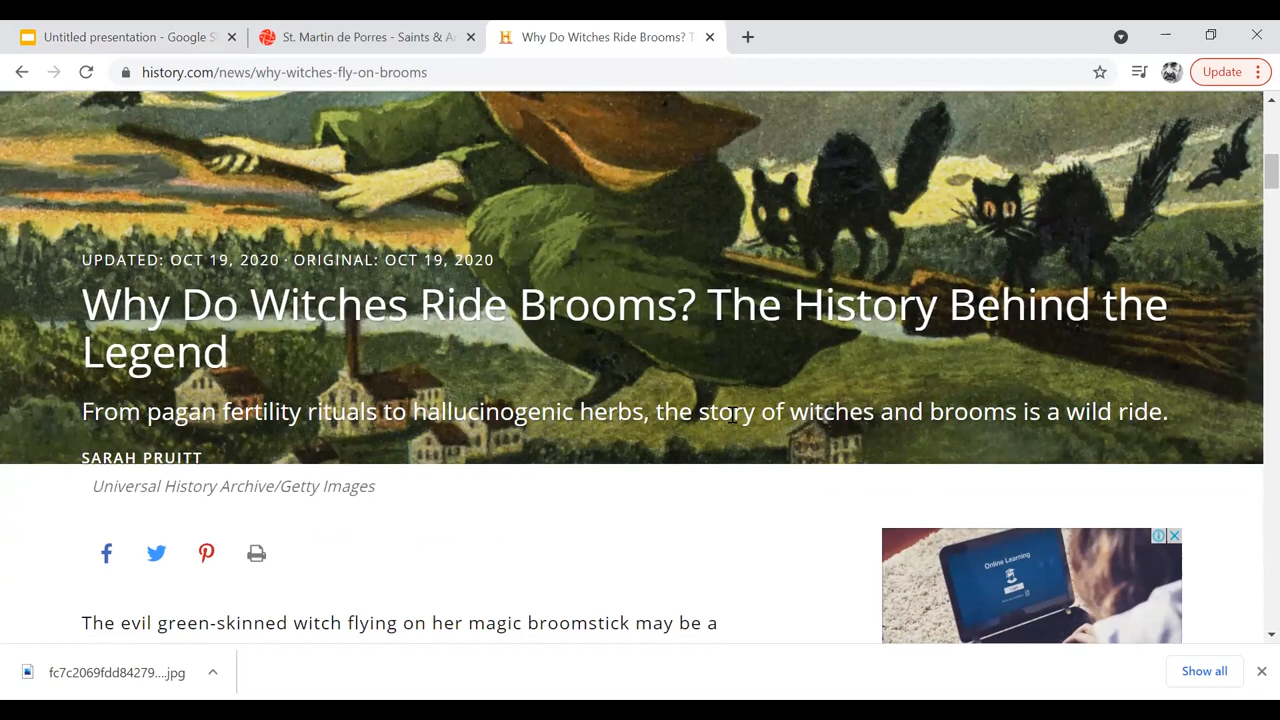 Untitled presentation - Google S
St. Martin de Porres - Saints & A
Why Do Witches Ride Brooms? T
history.com/news/why-witches-fly-on-brooms
Update
UPDATED: OCT 19, 2020 · ORIGINAL: OCT 19, 2020
Why Do Witches Ride Brooms? The History Behind the
Legend
From pagan fertility rituals to hallucinogenic herbs, the story of witches and brooms is a wild ride.
SARAH PRUITT
Universal History Archive/Getty Images
Online Learning
The evil green-skinned witch flying on her magic broomstick may be a
fc7c2069fdd84279....jpg
Show all